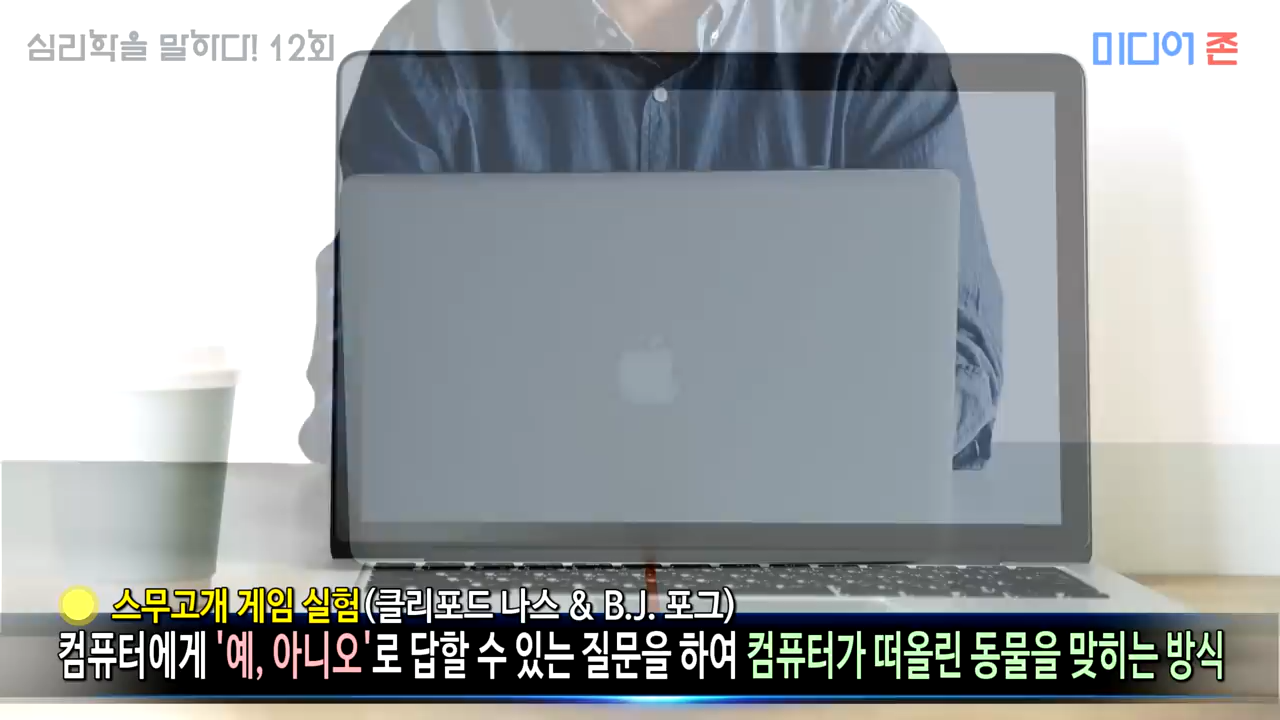 심리학을 말하다! 12회
미디어 존
스무고개 게임 실험(클리포드 나스 & B.J. 포그)
컴퓨터에게 '예, 아니오'로 답할 수 있는 질문을 하여 컴퓨터가 떠올린 동물을 맞히는 방식